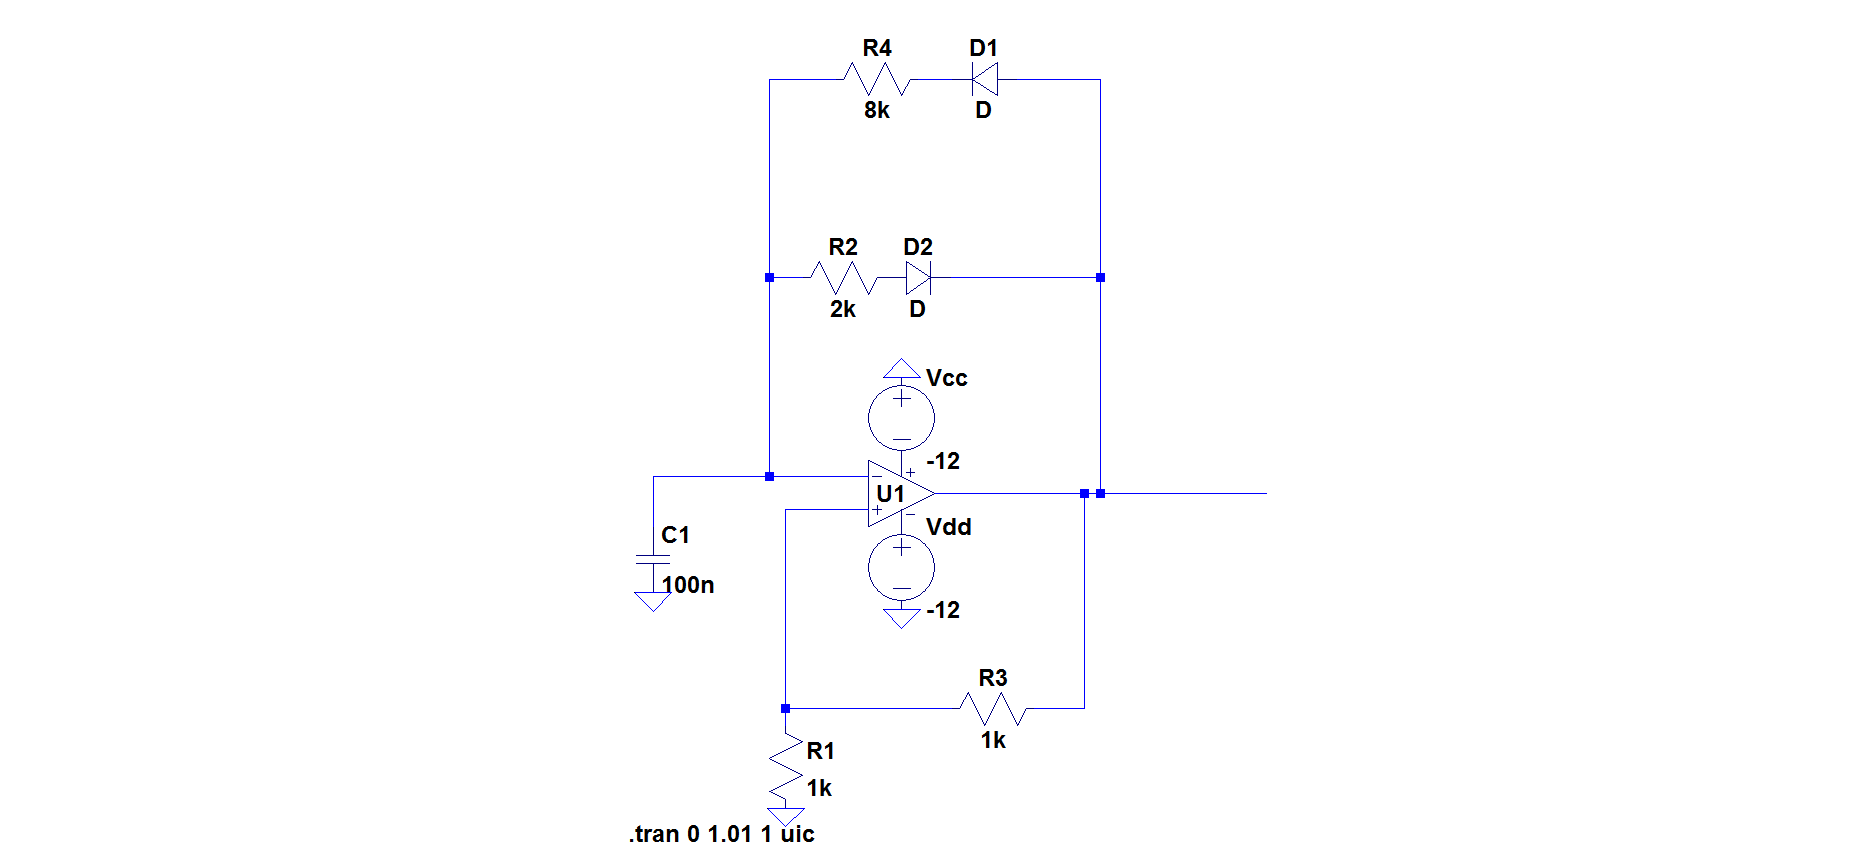 R4 D1
8k D
R2 D2
2k D
Vcc
-12
U1
Vdd
-12
C1
100n
R3
1k
R1
1k
.tran 0 1.01 1 uic